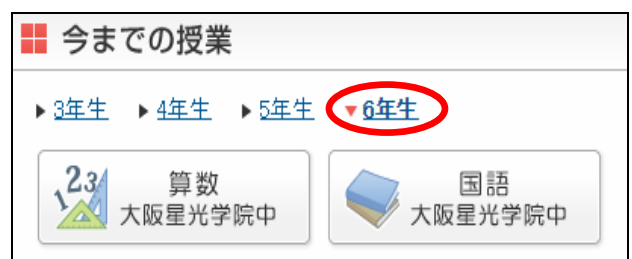 今までの授業
3年生 4年生 5年生 6年生
123 算数 国語
大阪星光学院中 大阪星光学院中